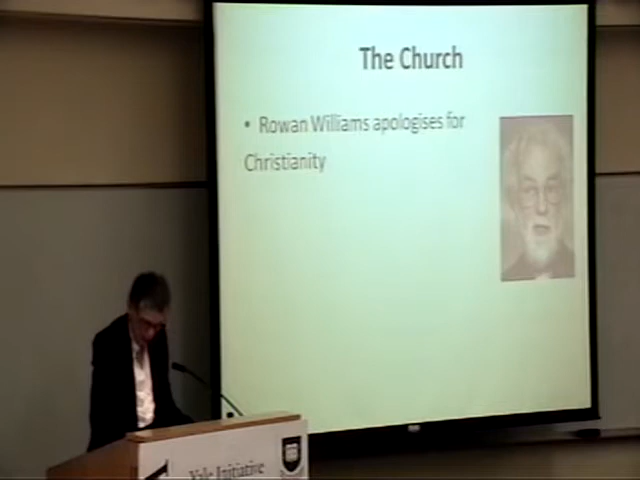 The Church
• Rowan Williams apologises for
Christianity
Yale Initiative